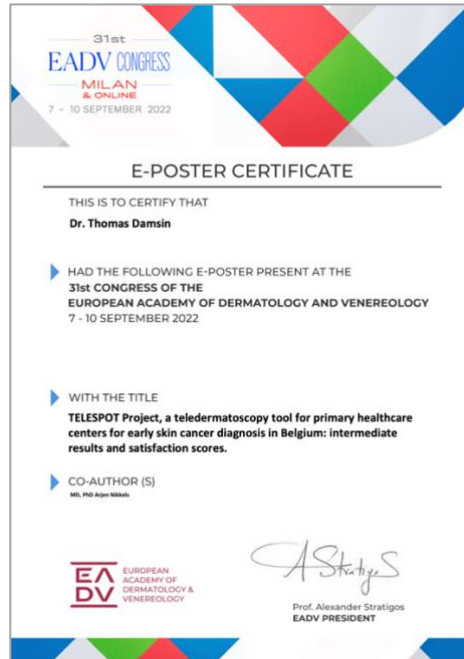 31st
EADV CONGRESS
MILAN
& ONLINE
7 - 10 SEPTEMBER 2022
E-POSTER CERTIFICATE
THIS IS TO CERTIFY THAT
Dr. Thomas Damsin
HAD THE FOLLOWING E-POSTER PRESENT AT THE
31st CONGRESS OF THE
EUROPEAN ACADEMY OF DERMATOLOGY AND VENEREOLOGY
7 - 10 SEPTEMBER 2022
WITH THE TITLE
TELESPOT Project, a teledermatoscopy tool for primary healthcare
centers for early skin cancer diagnosis in Belgium: intermediate
results and satisfaction scores.
CO-AUTHOR (S)
MD, PhD Arjen Nikkels
EADV
EUROPEAN
ACADEMY OF
DERMATOLOGY &
VENEREOLOGY
A Stratigos
Prof. Alexander Stratigos
EADV PRESIDENT